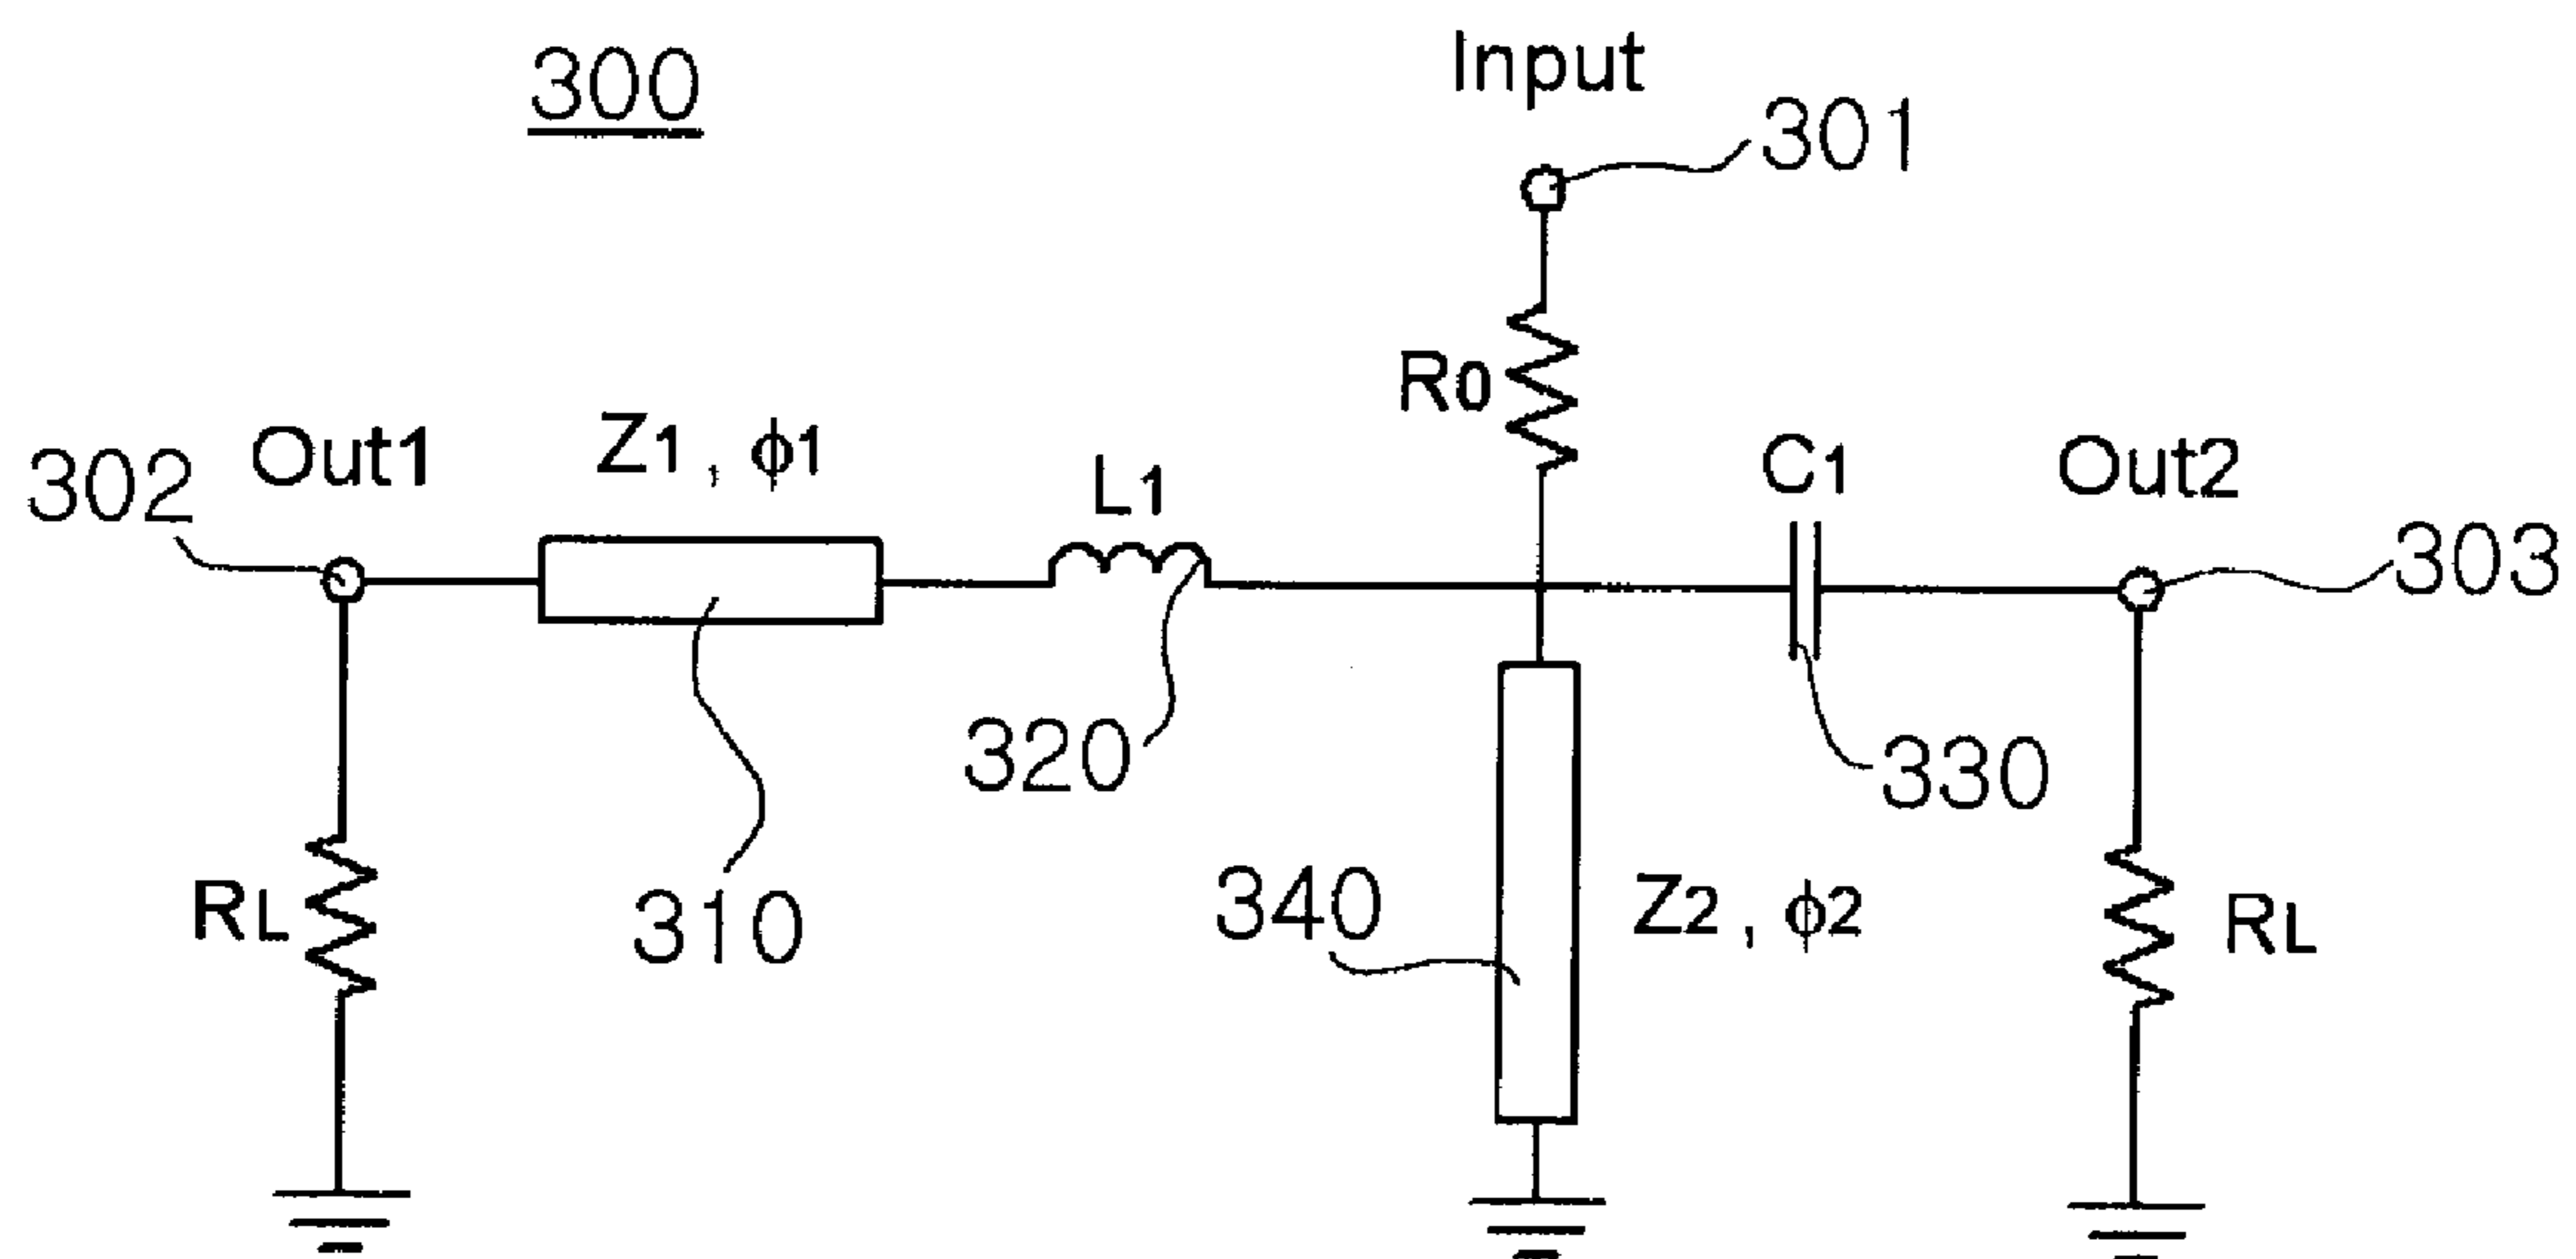 300
Input
301
R0
302
Out1
Z1, ϕ1
L1
C1
Out2
303
320
330
RL
310
340
Z2, ϕ2
RL